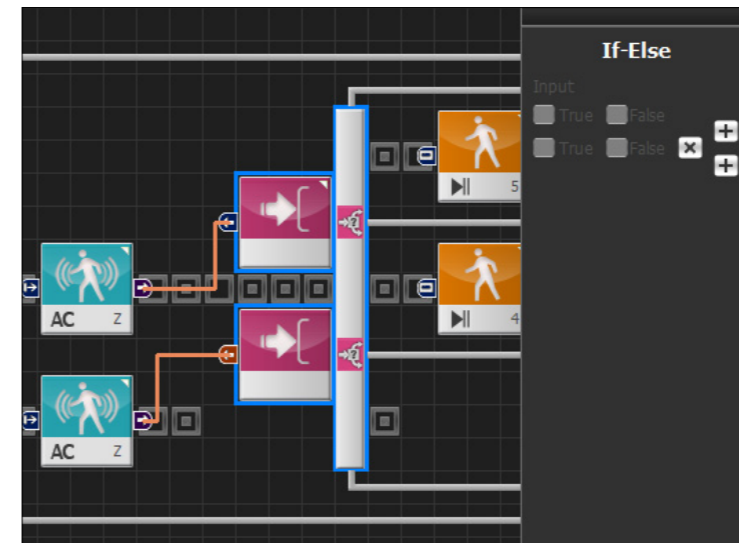 If-Else
Input
True False
5
True False
AC Z
4
AC Z